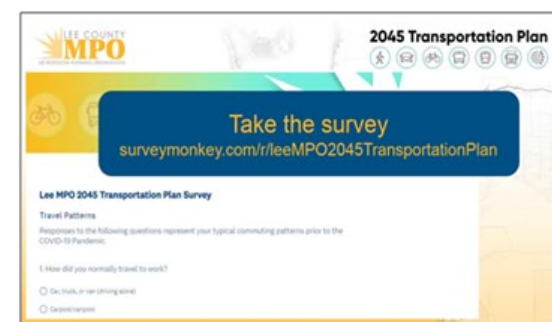 LEE COUNTY
MPO
2045 Transportation Plan
Take the survey
surveymonkey.com/r/leeMPO2045TransportationPlan
Lee MPO 2045 Transportation Plan Survey
Travel Patterns
Responses to the following questions represent your typical commuting patterns prior to the
COVID-19 Pandemic.
1. How did you normally travel to work?
Car, truck, or van (driving alone)
Carpool/vanpool